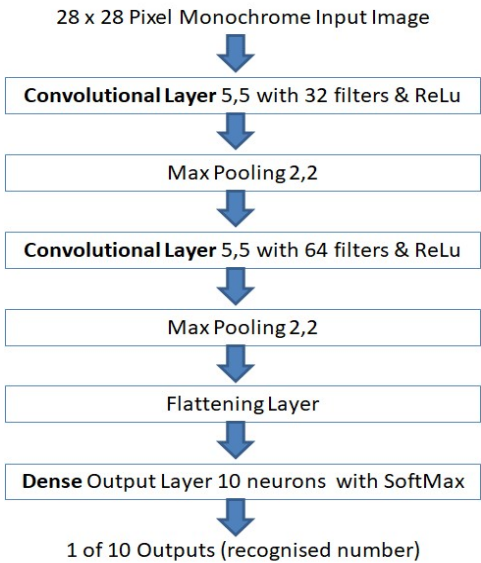 28 x 28 Pixel Monochrome Input Image
Convolutional Layer 5,5 with 32 filters & ReLu
Max Pooling 2,2
Convolutional Layer 5,5 with 64 filters & ReLu
Max Pooling 2,2
Flattening Layer
Dense Output Layer 10 neurons with SoftMax
1 of 10 Outputs (recognised number)